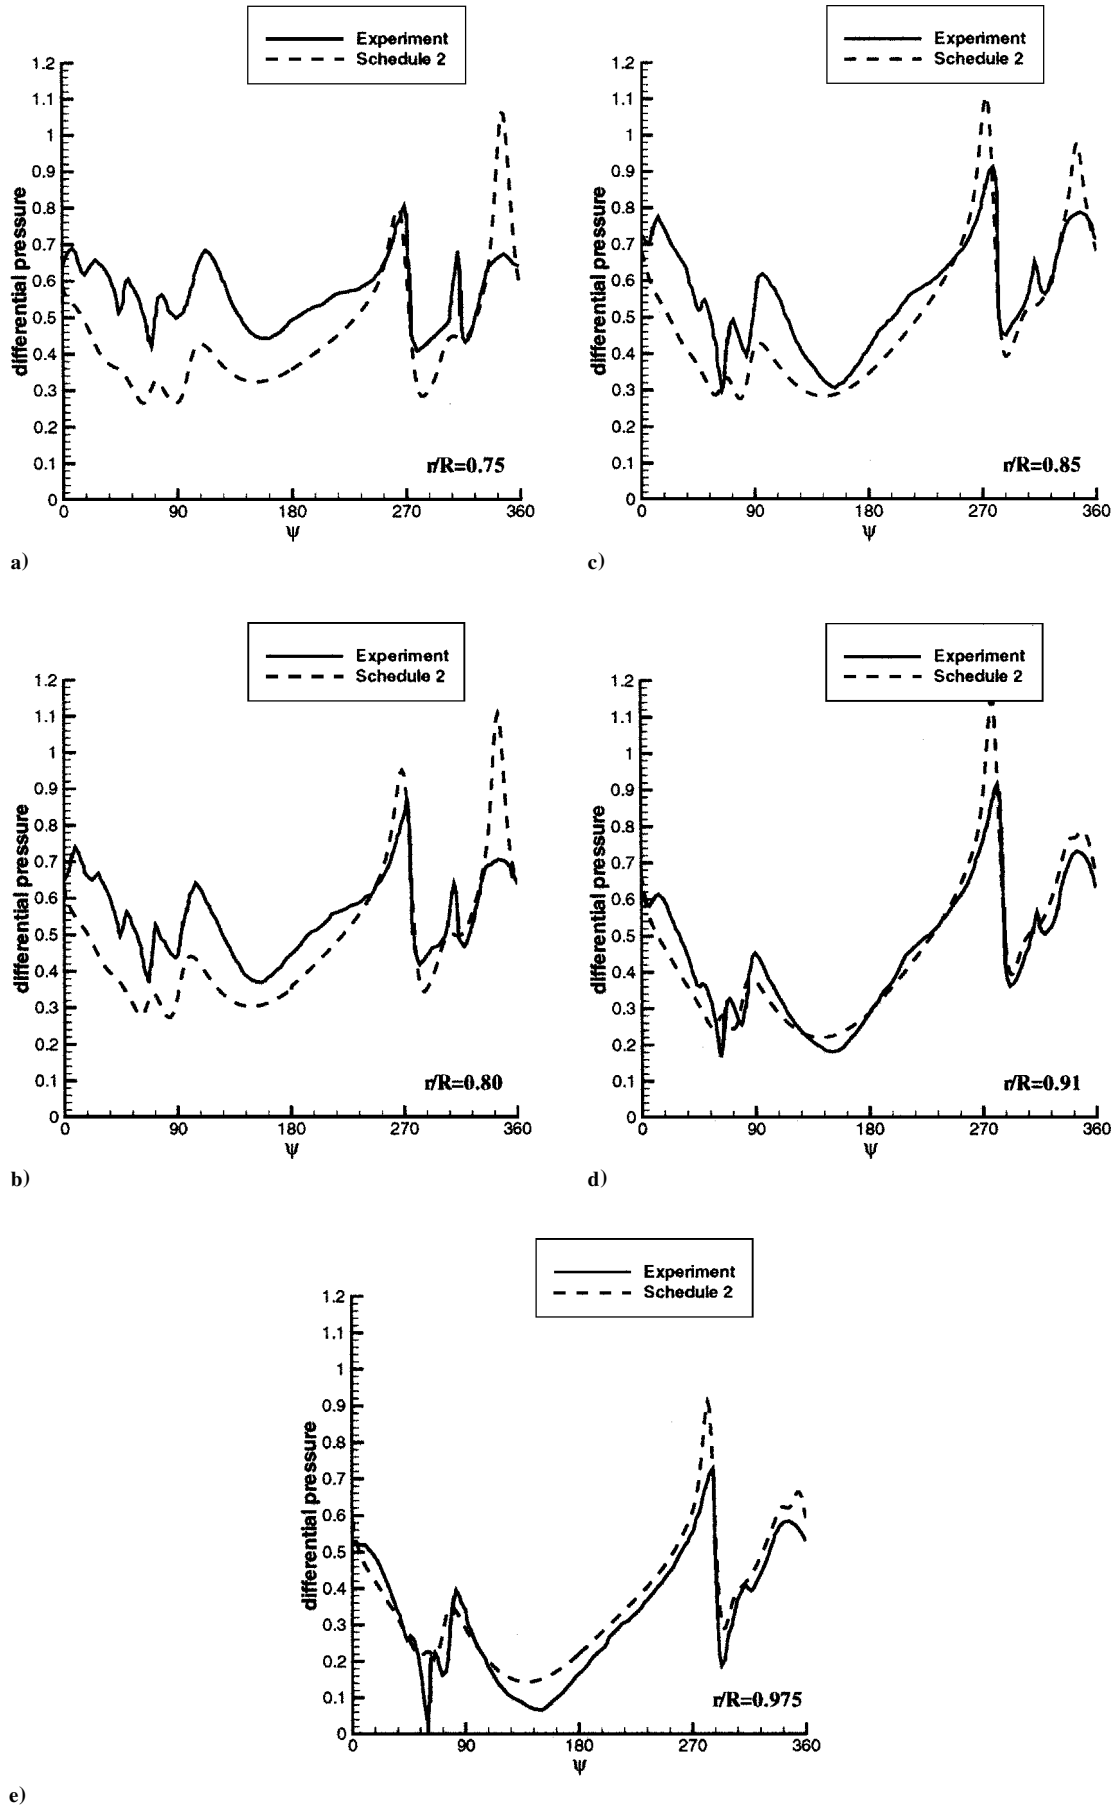 Experiment
Schedule 2
1.2
1.1
1
0.9
0.8
0.7
0.6
0.5
0.4
0.3
0.2
0.1
0
differential pressure
r/R=0.75
0 90 180 270 360
ψ
a)
Experiment
Schedule 2
1.2
1.1
1
0.9
0.8
0.7
0.6
0.5
0.4
0.3
0.2
0.1
0
differential pressure
r/R=0.85
0 90 180 270 360
ψ
c)
Experiment
Schedule 2
1.2
1.1
1
0.9
0.8
0.7
0.6
0.5
0.4
0.3
0.2
0.1
0
differential pressure
r/R=0.80
0 90 180 270 360
ψ
b)
Experiment
Schedule 2
1.2
1.1
1
0.9
0.8
0.7
0.6
0.5
0.4
0.3
0.2
0.1
0
differential pressure
r/R=0.91
0 90 180 270 360
ψ
d)
Experiment
Schedule 2
1.2
1.1
1
0.9
0.8
0.7
0.6
0.5
0.4
0.3
0.2
0.1
0
differential pressure
r/R=0.975
0 90 180 270 360
ψ
e)